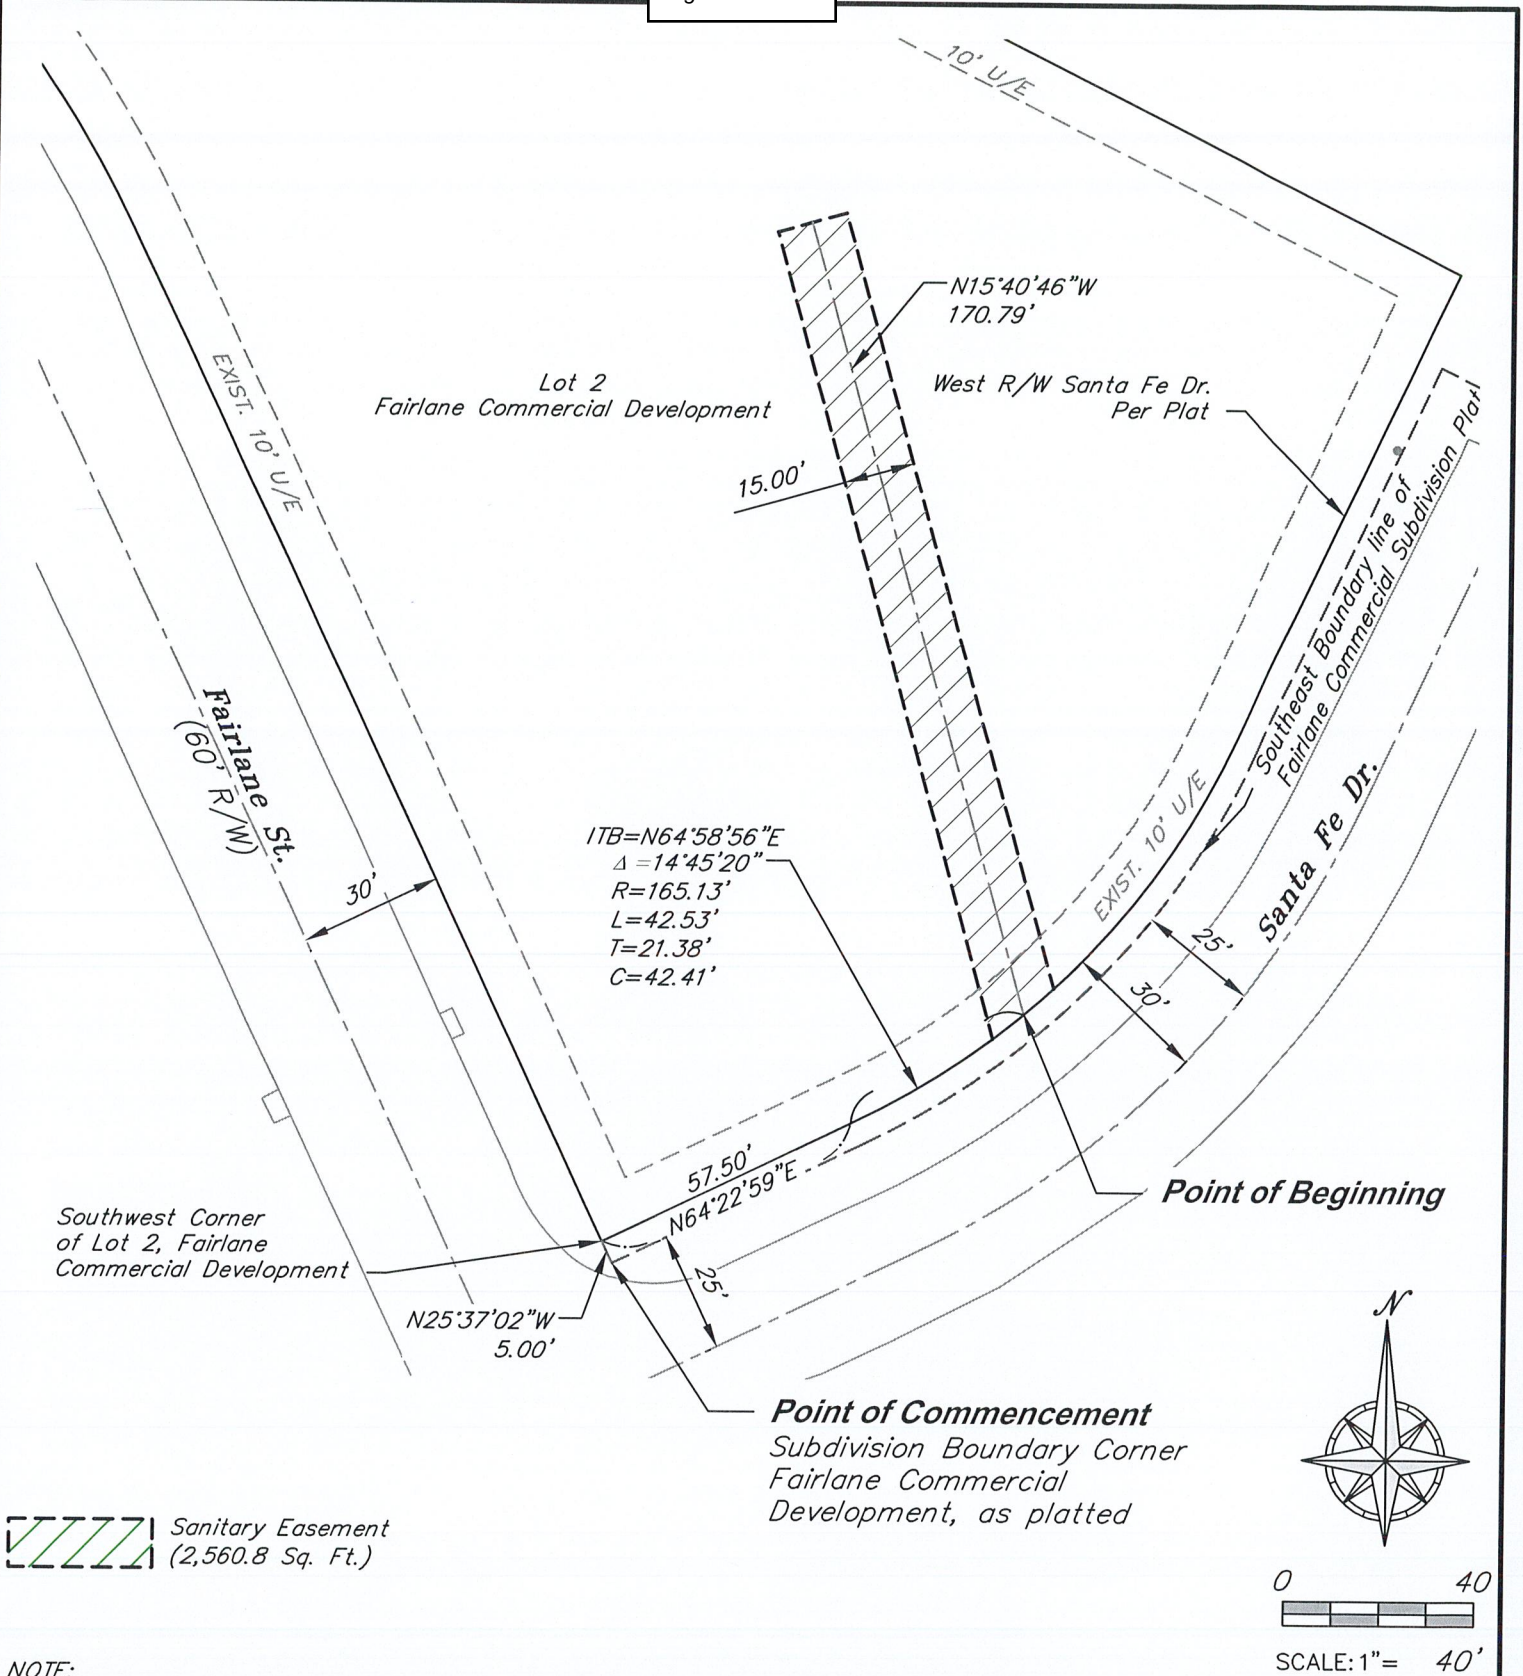 10' U/E
N15°40'46"W
170.79'
Lot 2
Fairlane Commercial Development
West R/W Santa Fe Dr.
Per Plat
EXIST. 10' U/E
15.00'
Southeast Boundary line of
Fairlane Commercial Subdivision Plat
Fairlane St.
(60' R/W)
30'
ITB=N64°58'56"E
Δ=14°45'20"
R=165.13'
L=42.53'
T=21.38'
C=42.41'
EXIST. 10' U/E
Santa Fe Dr.
25'
30'
57.50'
N64°22'59"E
Point of Beginning
Southwest Corner
of Lot 2, Fairlane
Commercial Development
25'
N25°37'02"W
5.00'
N
Point of Commencement
Subdivision Boundary Corner
Fairlane Commercial
Development, as platted
Sanitary Easement
(2,560.8 Sq. Ft.)
0 40
SCALE: 1"= 40'
NOTE: